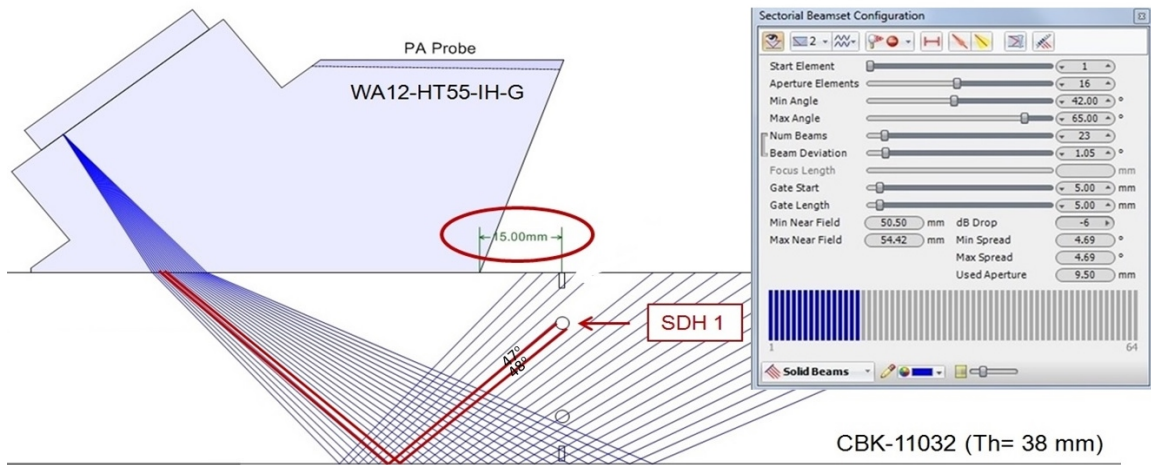 PA Probe
WA12-HT55-IH-G
15.00mm
SDH 1
47°
48°
CBK-11032 (Th= 38 mm)
Sectorial Beamset Configuration
2
Start Element 1
Aperture Elements 16
Min Angle 42.00 °
Max Angle 65.00 °
Num Beams 23
Beam Deviation 1.05 °
Focus Length mm
Gate Start 5.00 mm
Gate Length 5.00 mm
Min Near Field 50.50 mm dB Drop -6
Max Near Field 54.42 mm Min Spread 4.69 °
Max Spread 4.69 °
Used Aperture 9.50 mm
1 64
Solid Beams